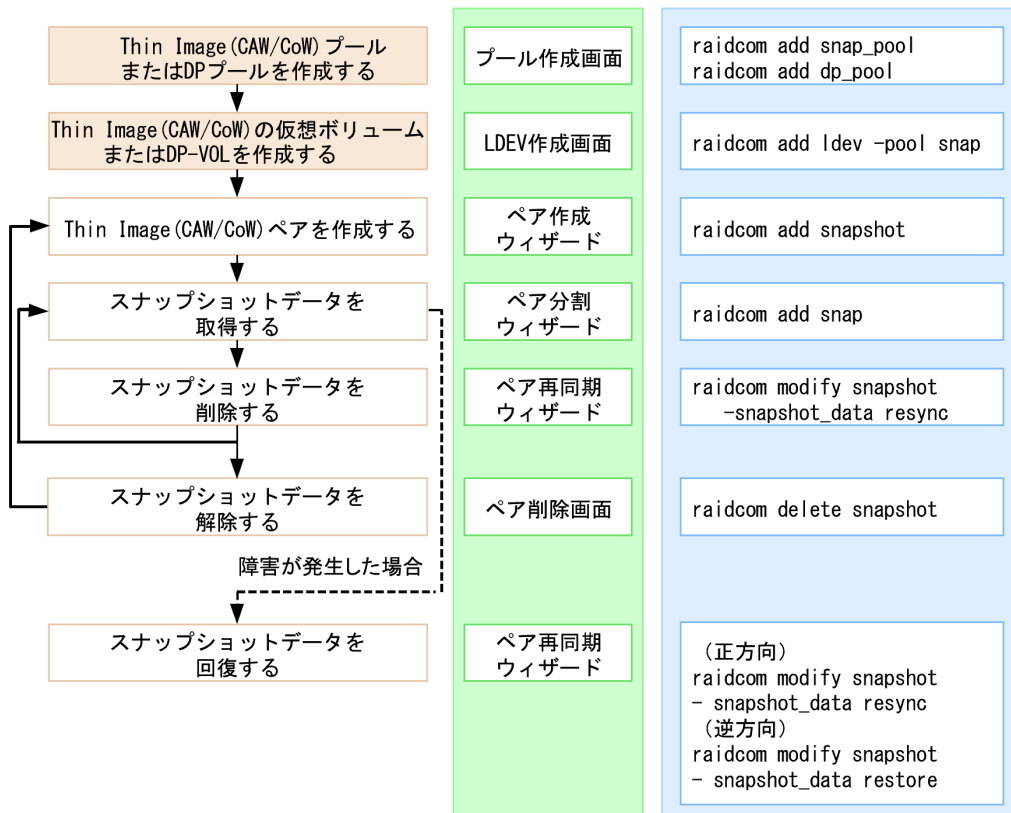 Thin Image(CAW/CoW)プール
またはDPプールを作成する
プール作成画面
raidcom add snap_pool
raidcom add dp_pool
Thin Image(CAW/CoW)の仮想ボリューム
またはDP-VOLを作成する
LDEV作成画面
raidcom add ldev -pool snap
Thin Image(CAW/CoW)ペアを作成する
ペア作成
ウィザード
raidcom add snapshot
スナップショットデータを
取得する
ペア分割
ウィザード
raidcom add snap
スナップショットデータを
削除する
ペア再同期
ウィザード
raidcom modify snapshot
-snapshot_data resync
スナップショットデータを
解除する
ペア削除画面
raidcom delete snapshot
障害が発生した場合
スナップショットデータを
回復する
ペア再同期
ウィザード
(正方向)
raidcom modify snapshot
- snapshot_data resync
(逆方向)
raidcom modify snapshot
- snapshot_data restore